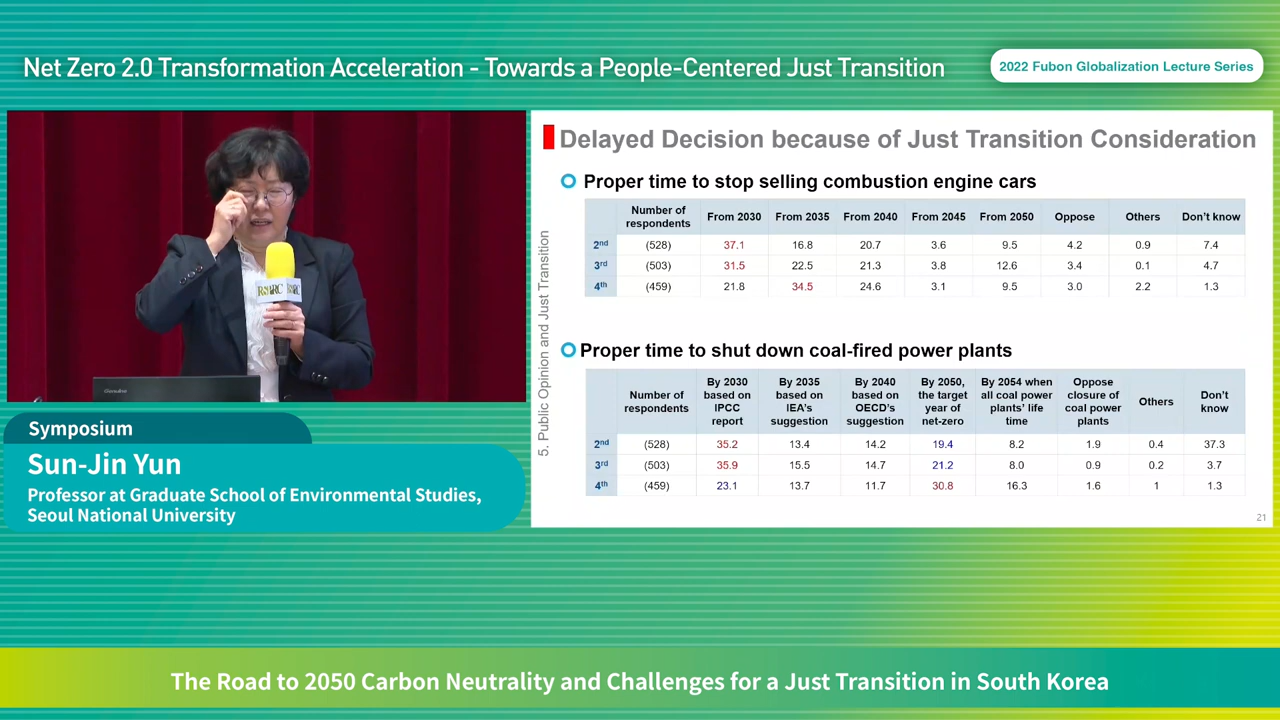 Net Zero 2.0 Transformation Acceleration - Towards a People-Centered Just Transition
2022 Fubon Globalization Lecture Series
Symposium
Sun-Jin Yun
Professor at Graduate School of Environmental Studies,
Seoul National University
5. Public Opinion and Just Transition
Delayed Decision because of Just Transition Consideration
Proper time to stop selling combustion engine cars
Number of respondents From 2030 From 2035 From 2040 From 2045 From 2050 Oppose Others Don't know
2nd (528) 37.1 16.8 20.7 3.6 9.5 4.2 0.9 7.4
3rd (503) 31.5 22.5 21.3 3.8 12.6 3.4 0.1 4.7
4th (459) 21.8 34.5 24.6 3.1 9.5 3.0 2.2 1.3
Proper time to shut down coal-fired power plants
Number of respondents By 2030 based on IPCC report By 2035 based on IEA's suggestion By 2040 based on OECD's suggestion By 2050, the target year of net-zero By 2054 when all coal power plants' life time Oppose closure of coal power plants Others Don't know
2nd (528) 35.2 13.4 14.2 19.4 8.2 1.9 0.4 37.3
3rd (503) 35.9 15.5 14.7 21.2 8.0 0.9 0.2 3.7
4th (459) 23.1 13.7 11.7 30.8 16.3 1.6 1 1.3
21
The Road to 2050 Carbon Neutrality and Challenges for a Just Transition in South Korea